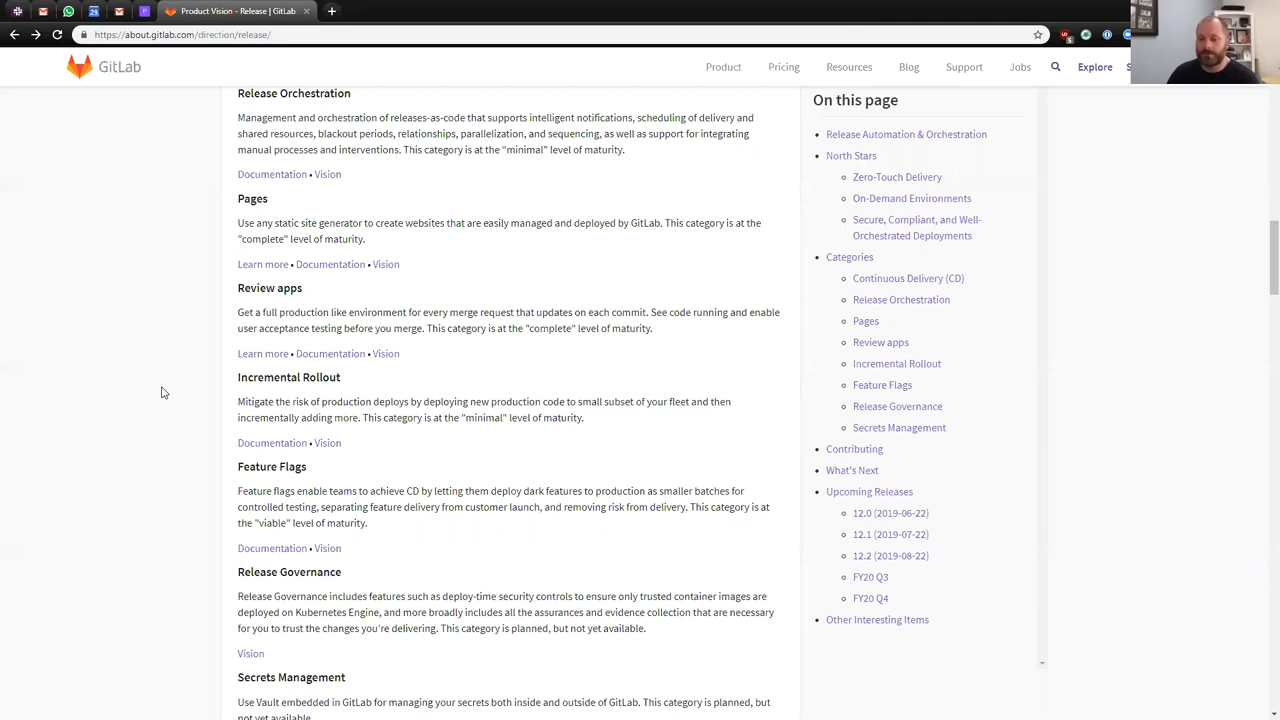 Product Vision - Release | GitLab
https://about.gitlab.com/direction/release/
GitLab
Product
Pricing
Resources
Blog
Support
Jobs
Explore
Release Orchestration
Management and orchestration of releases-as-code that supports intelligent notifications, scheduling of delivery and
shared resources, blackout periods, relationships, parallelization, and sequencing, as well as support for integrating
manual processes and interventions. This category is at the "minimal" level of maturity.
Documentation • Vision
Pages
Use any static site generator to create websites that are easily managed and deployed by GitLab. This category is at the
"complete" level of maturity.
Learn more • Documentation • Vision
Review apps
Get a full production like environment for every merge request that updates on each commit. See code running and enable
user acceptance testing before you merge. This category is at the "complete" level of maturity.
Learn more • Documentation • Vision
Incremental Rollout
Mitigate the risk of production deploys by deploying new production code to small subset of your fleet and then
incrementally adding more. This category is at the "minimal" level of maturity.
Documentation • Vision
Feature Flags
Feature flags enable teams to achieve CD by letting them deploy dark features to production as smaller batches for
controlled testing, separating feature delivery from customer launch, and removing risk from delivery. This category is at
the "viable" level of maturity.
Documentation • Vision
Release Governance
Release Governance includes features such as deploy-time security controls to ensure only trusted container images are
deployed on Kubernetes Engine, and more broadly includes all the assurances and evidence collection that are necessary
for you to trust the changes you're delivering. This category is planned, but not yet available.
Vision
Secrets Management
Use Vault embedded in GitLab for managing your secrets both inside and outside of GitLab. This category is planned, but
not yet available.
On this page
• Release Automation & Orchestration
• North Stars
Zero-Touch Delivery
On-Demand Environments
Secure, Compliant, and Well-
Orchestrated Deployments
• Categories
Continuous Delivery (CD)
Release Orchestration
Pages
Review apps
Incremental Rollout
Feature Flags
Release Governance
Secrets Management
• Contributing
• What's Next
• Upcoming Releases
12.0 (2019-06-22)
12.1 (2019-07-22)
12.2 (2019-08-22)
FY20 Q3
FY20 Q4
• Other Interesting Items